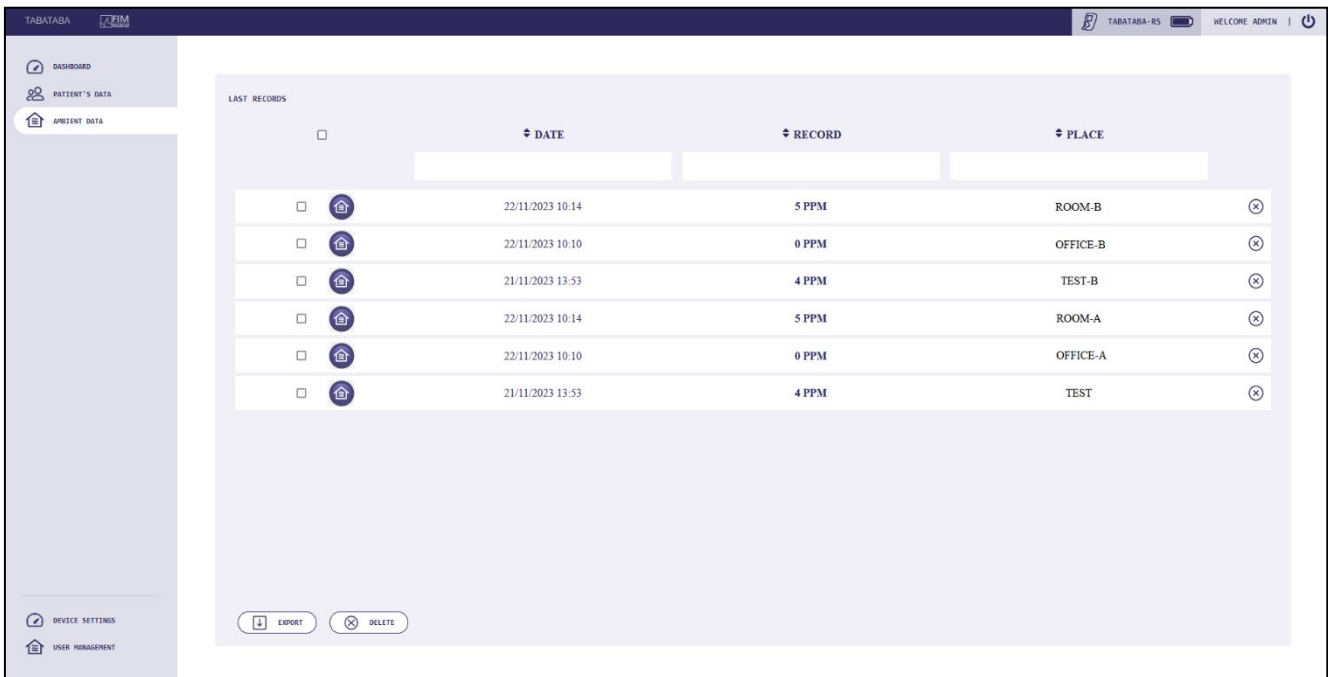 TABATABA FIM TABATABA-RS WELCOME ADMIN |
DASHBOARD
PATIENT'S DATA
AMBIENT DATA
LAST RECORDS
DATE RECORD PLACE
22/11/2023 10:14 5 PPM ROOM-B
22/11/2023 10:10 0 PPM OFFICE-B
21/11/2023 13:53 4 PPM TEST-B
22/11/2023 10:14 5 PPM ROOM-A
22/11/2023 10:10 0 PPM OFFICE-A
21/11/2023 13:53 4 PPM TEST
EXPORT DELETE
DEVICE SETTINGS
USER MANAGEMENT